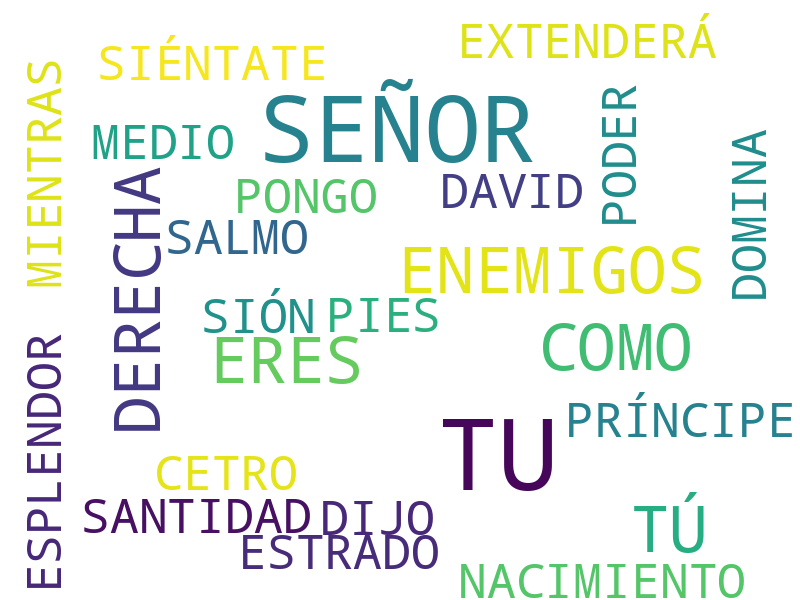 EXTENDERÁ
SIÉNTATE
MIENTRAS
SEÑOR
PODER
MEDIO
DOMINA
DERECHA
PONGO
DAVID
SALMO
ENEMIGOS
SIÓN
PIES
COMO
ERES
ESPLENDOR
PRÍNCIPE
TU
CETRO
SANTIDAD
DIJO
TÚ
ESTRADO
NACIMIENTO